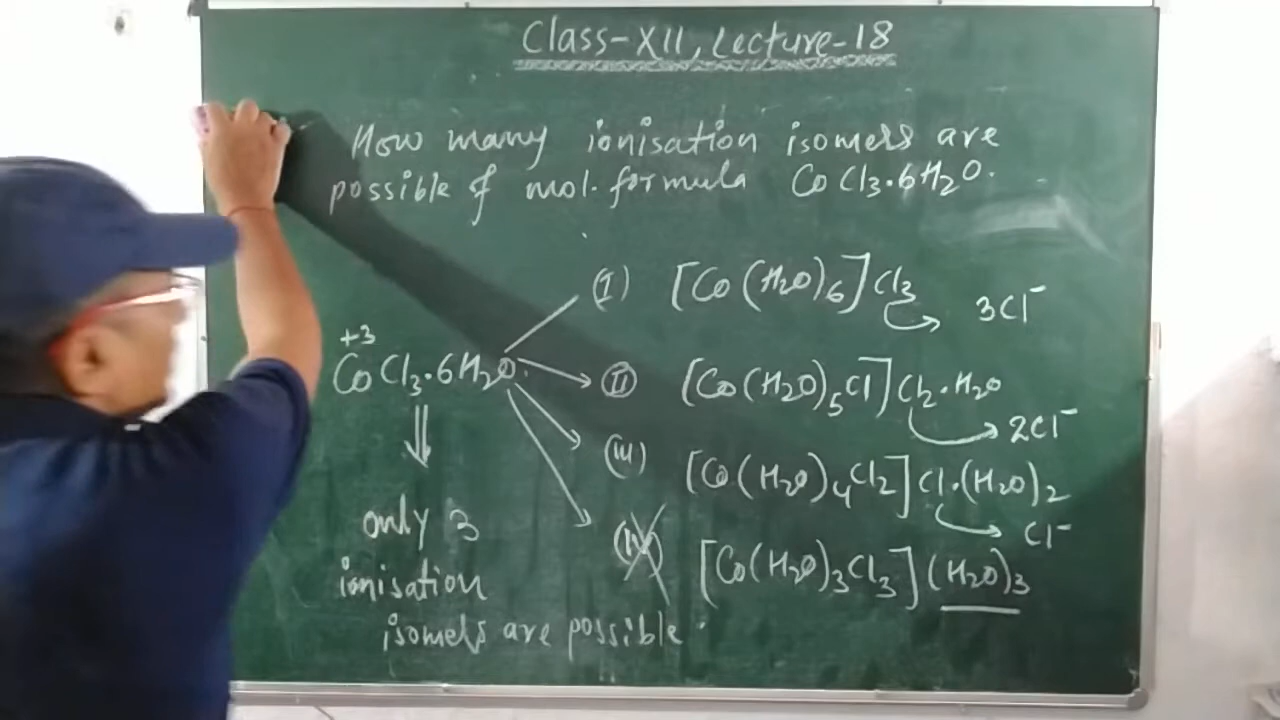 Class-XII, Lecture-18
How many ionisation isomers are
possible of mol. formula CoCl₃.6H₂O.
(I) [Co(H₂O)₆]Cl₃
3Cl⁻
+3
CoCl₃.6H₂O.
(II) [Co(H₂O)₅Cl]Cl₂.H₂O
2Cl⁻
(III) [Co(H₂O)₄Cl₂]Cl.(H₂O)₂
Cl⁻
only 3
(IV) [Co(H₂O)₃Cl₃](H₂O)₃
ionisation
isomers are possible.